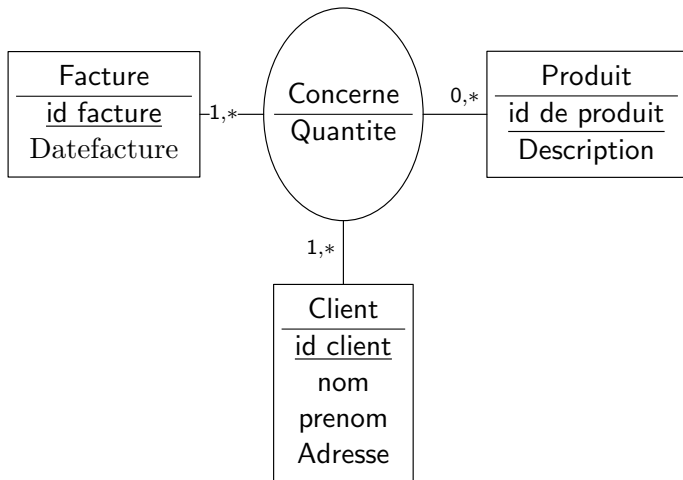 Facture
id facture
Datefacture
1,*
Concerne
Quantite
0,*
Produit
id de produit
Description
1,*
Client
id client
nom
prenom
Adresse